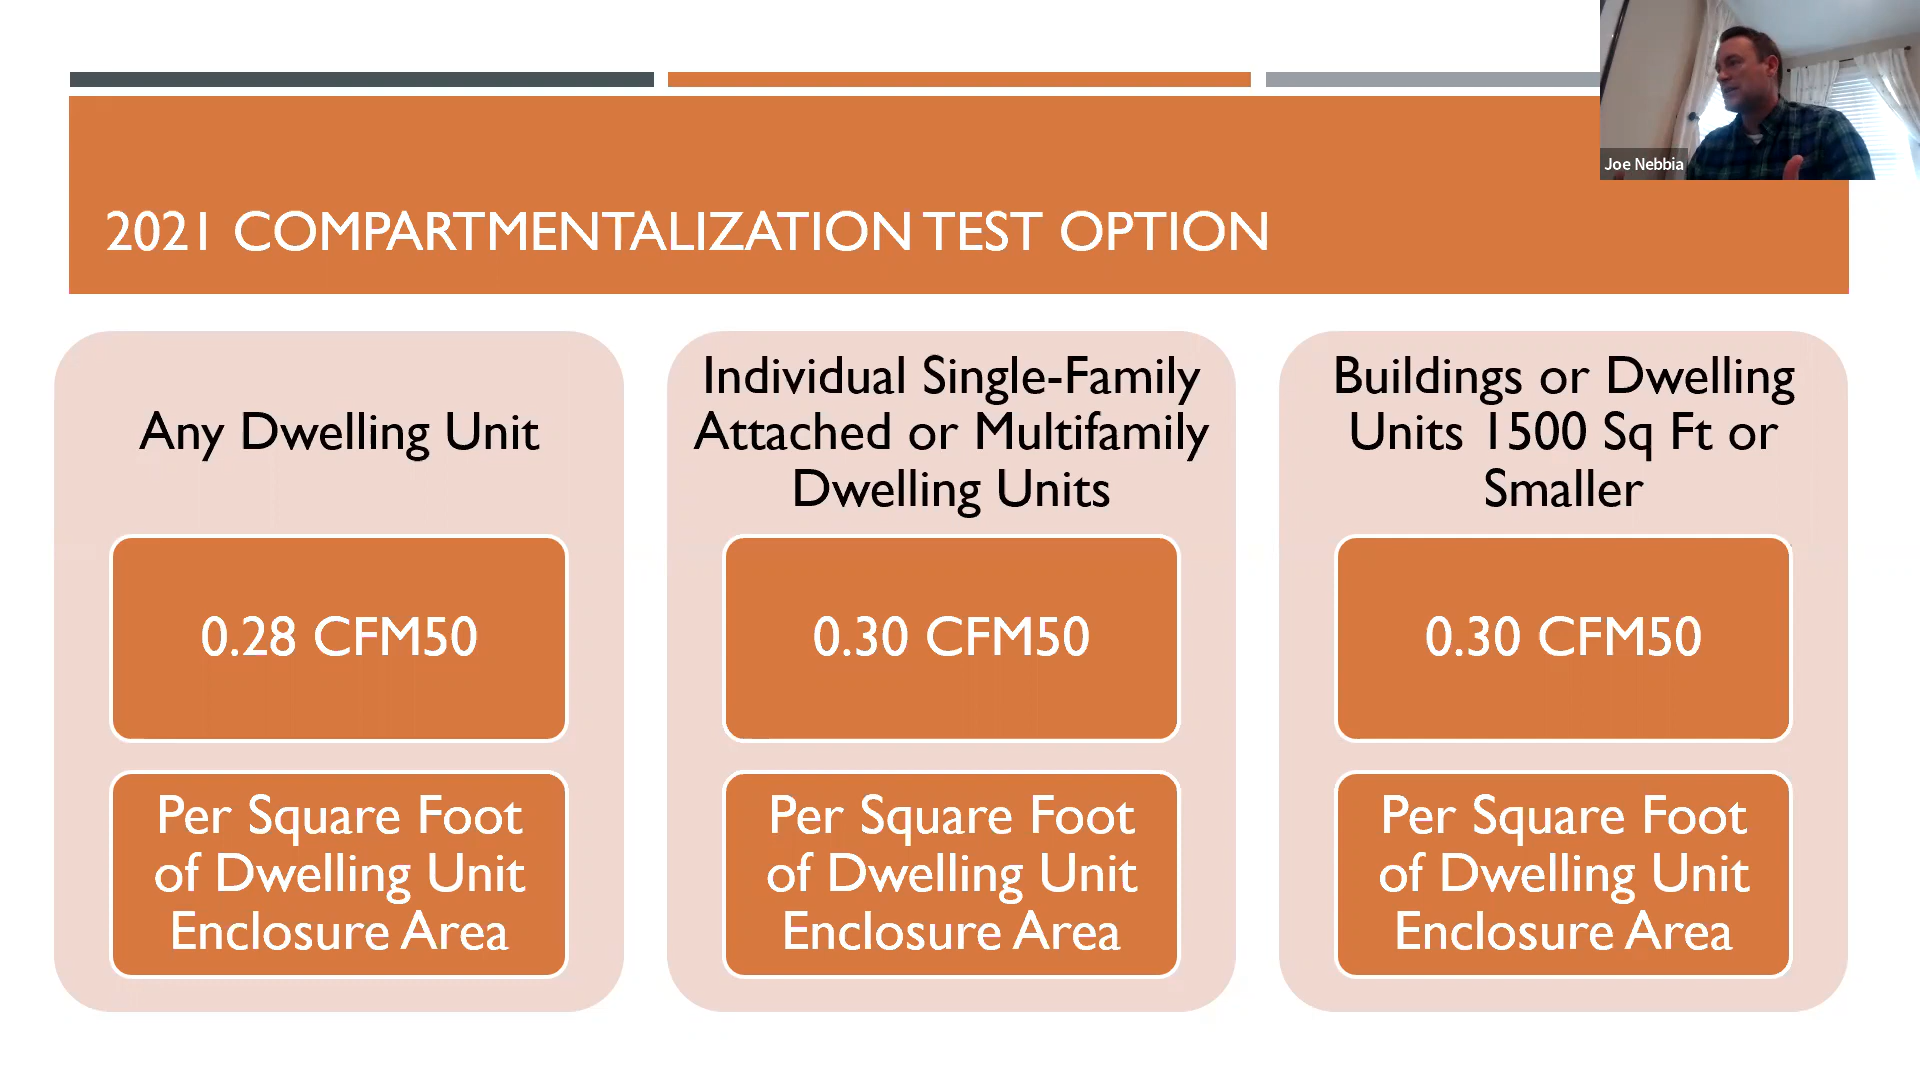 Joe Nebbia
2021 COMPARTMENTALIZATION TEST OPTION
Any Dwelling Unit
0.28 CFM50
Per Square Foot
of Dwelling Unit
Enclosure Area
Individual Single-Family
Attached or Multifamily
Dwelling Units
0.30 CFM50
Per Square Foot
of Dwelling Unit
Enclosure Area
Buildings or Dwelling
Units 1500 Sq Ft or
Smaller
0.30 CFM50
Per Square Foot
of Dwelling Unit
Enclosure Area